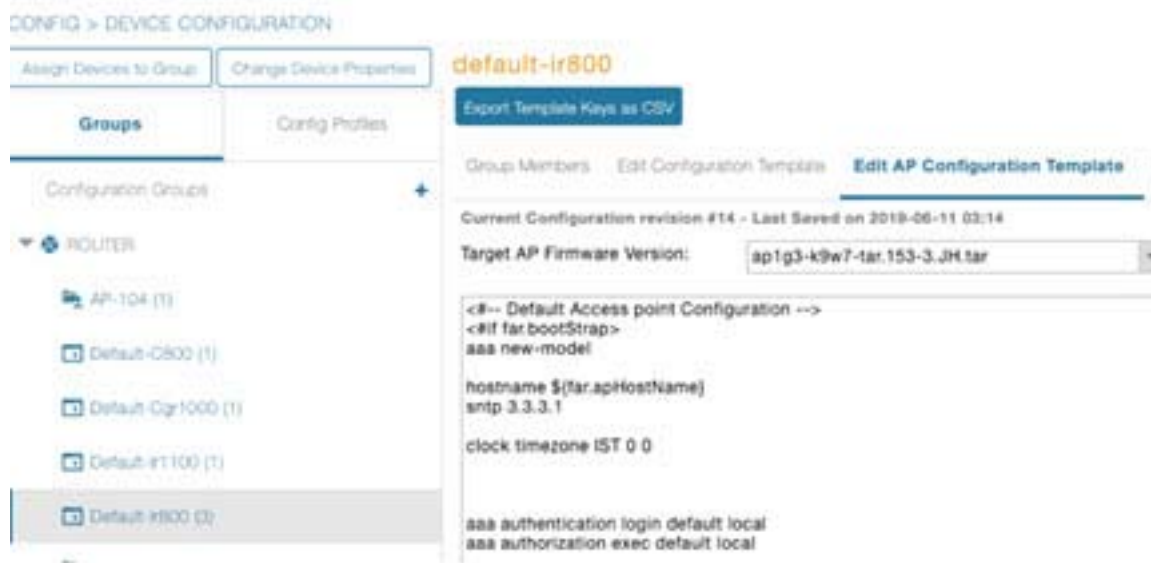 CONFIG > DEVICE CONFIGURATION
Assign Devices to Group
Change Device Properties
Groups
Config Profiles
Configuration Groups
+
ROUTER
AP-104 (1)
Default-C800 (1)
Default-Cgr1000 (1)
Default-Ir1100 (1)
Default-Ir800 (3)
default-ir800
Export Template Keys as CSV
Group Members
Edit Configuration Template
Edit AP Configuration Template
Current Configuration revision #14 - Last Saved on 2019-06-11 03:14
Target AP Firmware Version:
ap1g3-k9w7-tar.153-3.JH.tar
<#-- Default Access point Configuration -->
<#if far.bootStrap>
aaa new-model
hostname ${far.apHostName}
sntp 3.3.3.1
clock timezone IST 0 0
aaa authentication login default local
aaa authorization exec default local